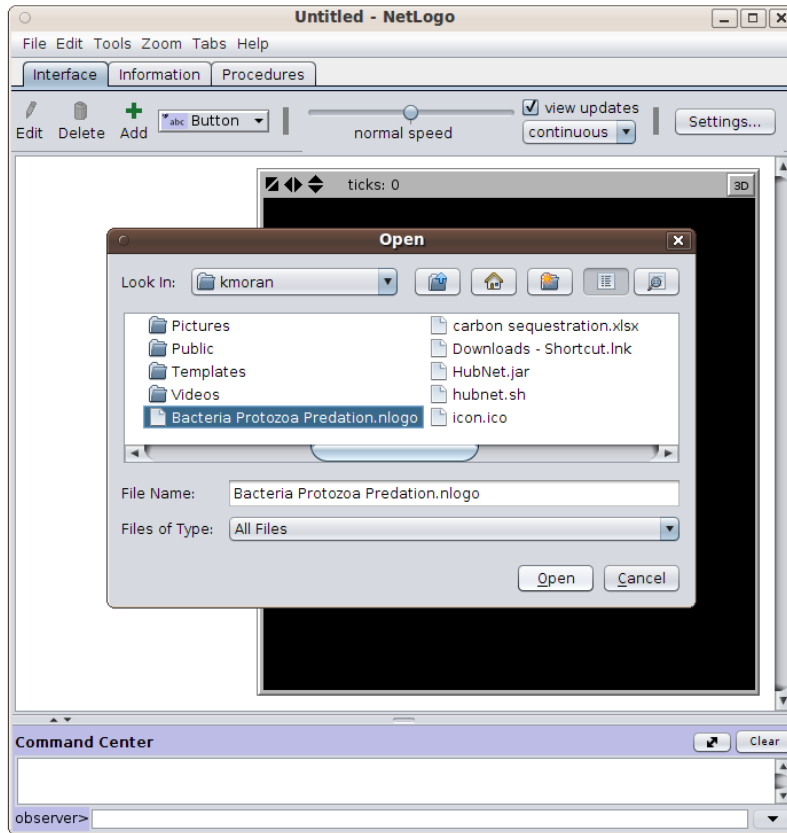 Untitled - NetLogo
File Edit Tools Zoom Tabs Help
Interface Information Procedures
Edit Delete Add abc Button normal speed view updates continuous Settings...
ticks: 0 3D
Open
Look In: kmoran
Pictures carbon sequestration.xlsx
Public Downloads - Shortcut.lnk
Templates HubNet.jar
Videos hubnet.sh
Bacteria Protozoa Predation.nlogo icon.ico
File Name: Bacteria Protozoa Predation.nlogo
Files of Type: All Files
Open Cancel
Command Center Clear
observer>